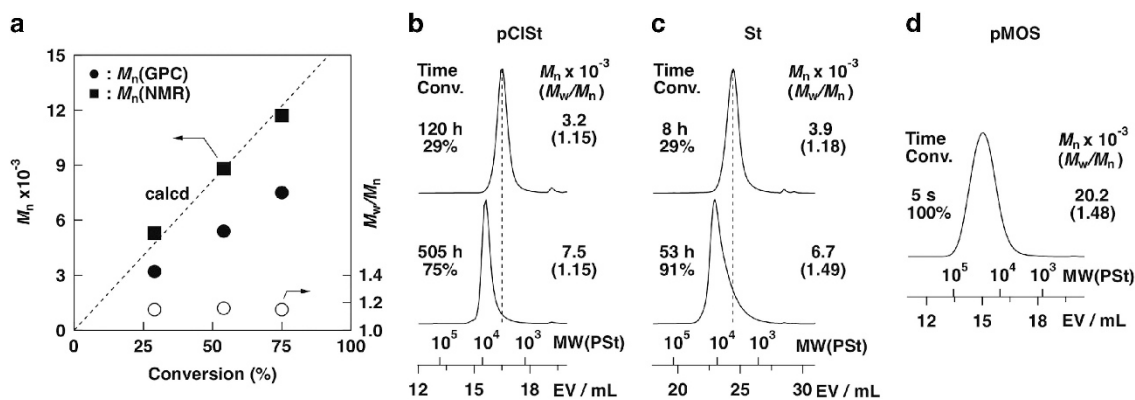 a
15
12
9
6
3
0
Mn x10-3
● : Mn(GPC)
■ : Mn(NMR)
calcd
Mw/Mn
1.4
1.2
1.0
0 25 50 75 100
Conversion (%)
b
pClSt
Time
Conv.
Mn x 10-3
(Mw/Mn)
120 h
29%
3.2
(1.15)
505 h
75%
7.5
(1.15)
10⁵ 10⁴ 10³ MW(PSt)
12 15 18 EV / mL
c
St
Time
Conv.
Mn x 10-3
(Mw/Mn)
8 h
29%
3.9
(1.18)
53 h
91%
6.7
(1.49)
10⁵ 10⁴ 10³ MW(PSt)
20 25 30
EV / mL
d
pMOS
Time
Conv.
Mn x 10-3
(Mw/Mn)
5 s
100%
20.2
(1.48)
10⁵ 10⁴ 10³ MW(PSt)
12 15 18 EV / mL